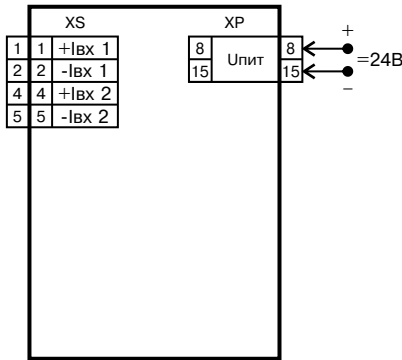 XS XP
1 1 +Iвх 1
2 2 -Iвх 1
4 4 +Iвх 2
5 5 -Iвх 2
8 Uпит 8
15 15
+
=24В
−